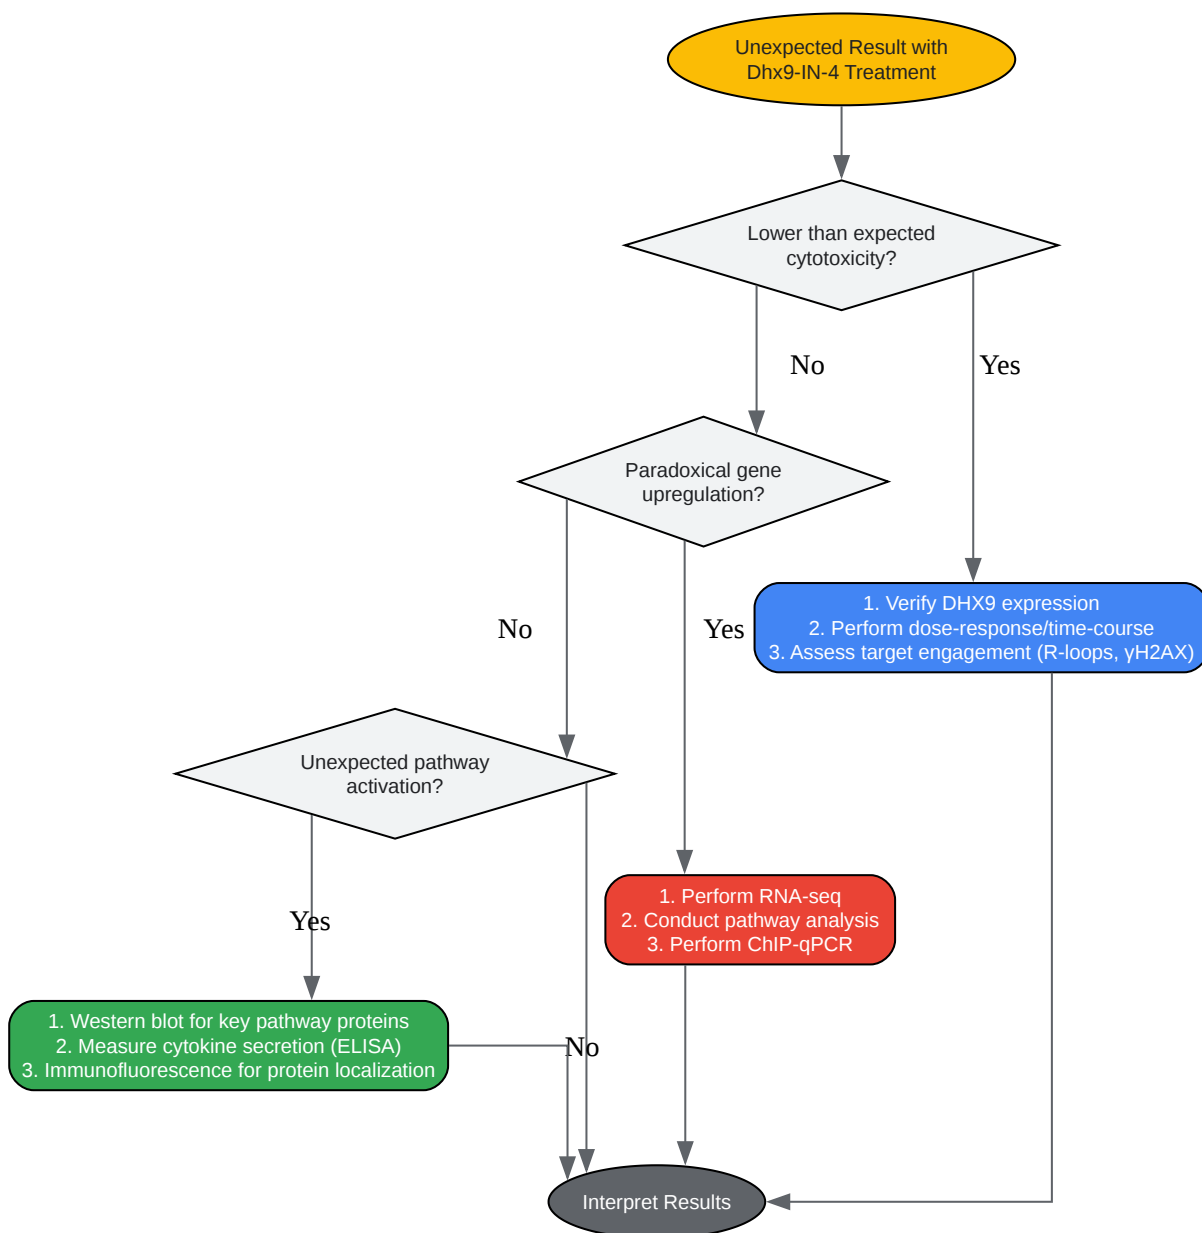 Unexpected Result with
Dhx9-IN-4 Treatment
Lower than expected
cytotoxicity?
No
Yes
Paradoxical gene
upregulation?
1. Verify DHX9 expression
2. Perform dose-response/time-course
3. Assess target engagement (R-loops, γH2AX)
No
Yes
Unexpected pathway
activation?
1. Perform RNA-seq
2. Conduct pathway analysis
3. Perform ChIP-qPCR
Yes
1. Western blot for key pathway proteins
2. Measure cytokine secretion (ELISA)
3. Immunofluorescence for protein localization
No
Interpret Results